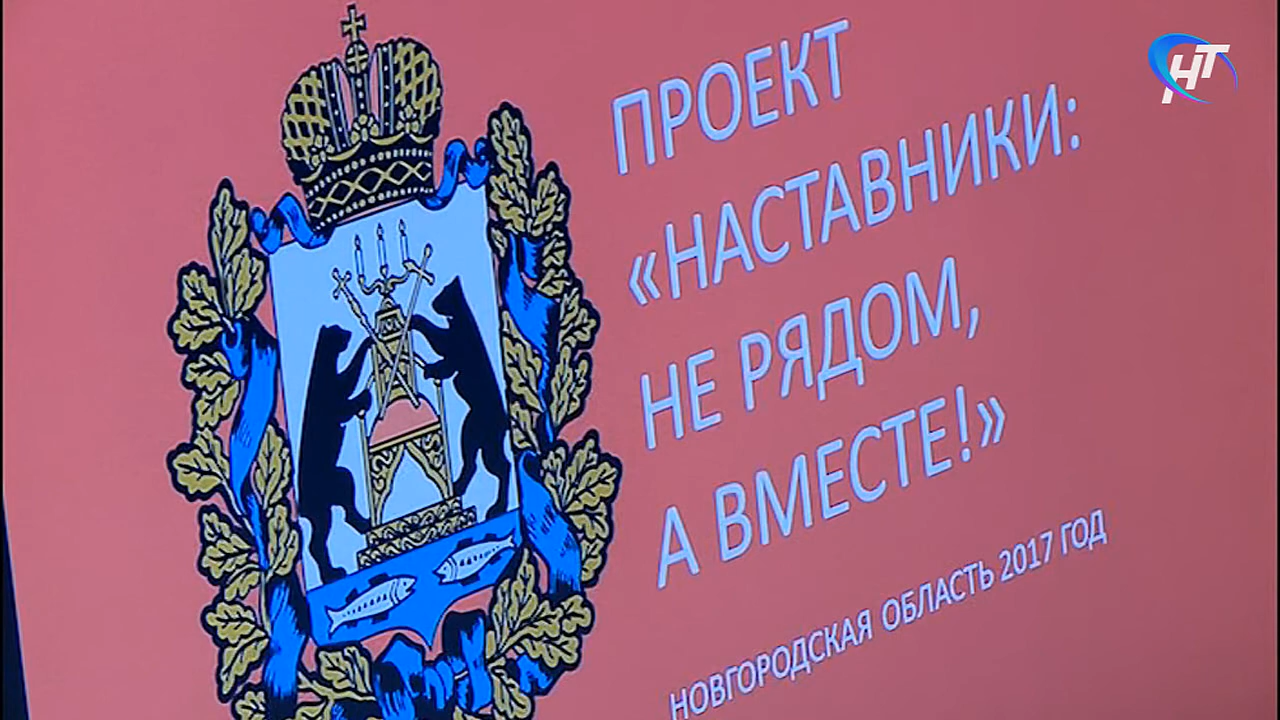 НТ
ПРОЕКТ
«НАСТАВНИКИ:
НЕ РЯДОМ,
А ВМЕСТЕ!»
НОВГОРОДСКАЯ ОБЛАСТЬ 2017 ГОД